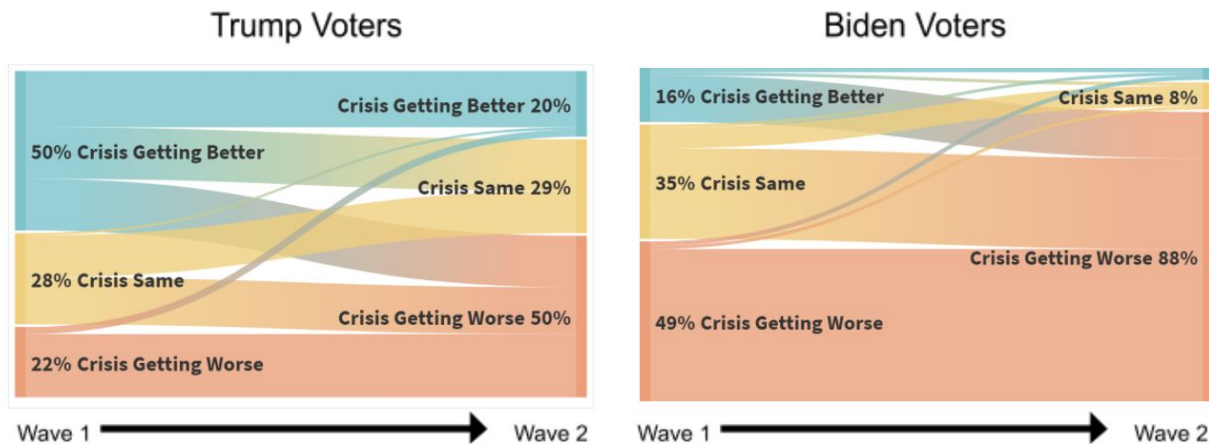 Trump Voters
Crisis Getting Better 20%
50% Crisis Getting Better
Crisis Same 29%
28% Crisis Same
Crisis Getting Worse 50%
22% Crisis Getting Worse
Wave 1
Wave 2
Biden Voters
16% Crisis Getting Better
Crisis Same 8%
35% Crisis Same
Crisis Getting Worse 88%
49% Crisis Getting Worse
Wave 1
Wave 2